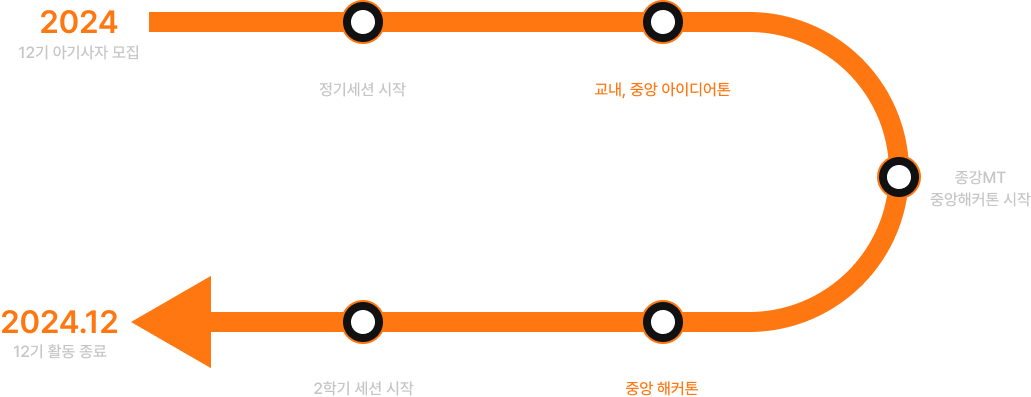 2024
12기 아기사자 모집
정기세션 시작
교내, 중앙 아이디어톤
종강MT
중앙해커톤 시작
중앙 해커톤
2학기 세션 시작
2024.12
12기 활동 종료